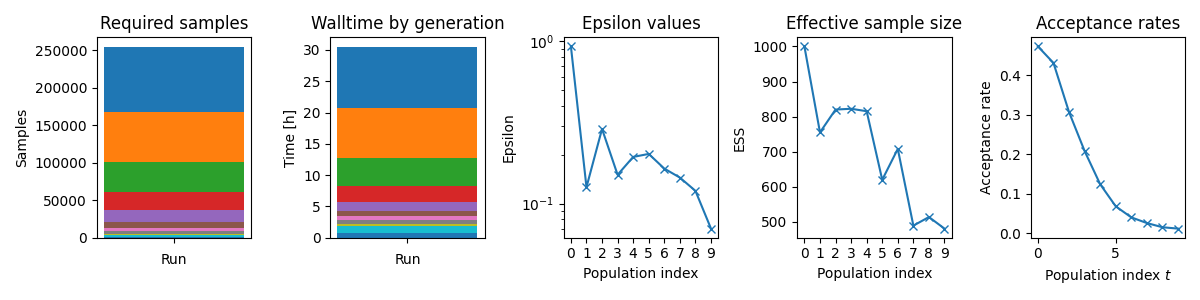 Required samples
Samples
250000
200000
150000
100000
50000
0
Run
Walltime by generation
Time [h]
30
25
20
15
10
5
0
Run
Epsilon values
Epsilon
10^0
10^-1
0 1 2 3 4 5 6 7 8 9
Population index
Effective sample size
ESS
1000
900
800
700
600
500
0 1 2 3 4 5 6 7 8 9
Population index
Acceptance rates
Acceptance rate
0.4
0.3
0.2
0.1
0.0
0 5
Population index t